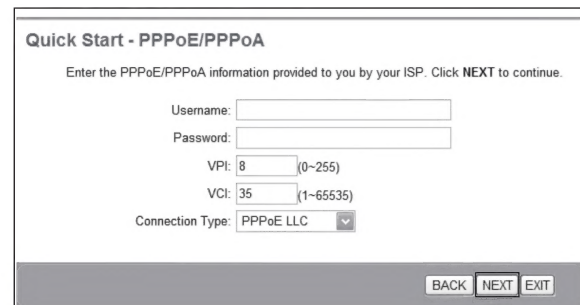 Quick Start - PPPoE/PPPoA
Enter the PPPoE/PPPoA information provided to you by your ISP. Click NEXT to continue.
Username:
Password:
VPI: 8 (0~255)
VCI: 35 (1~65535)
Connection Type: PPPoE LLC
BACK NEXT EXIT